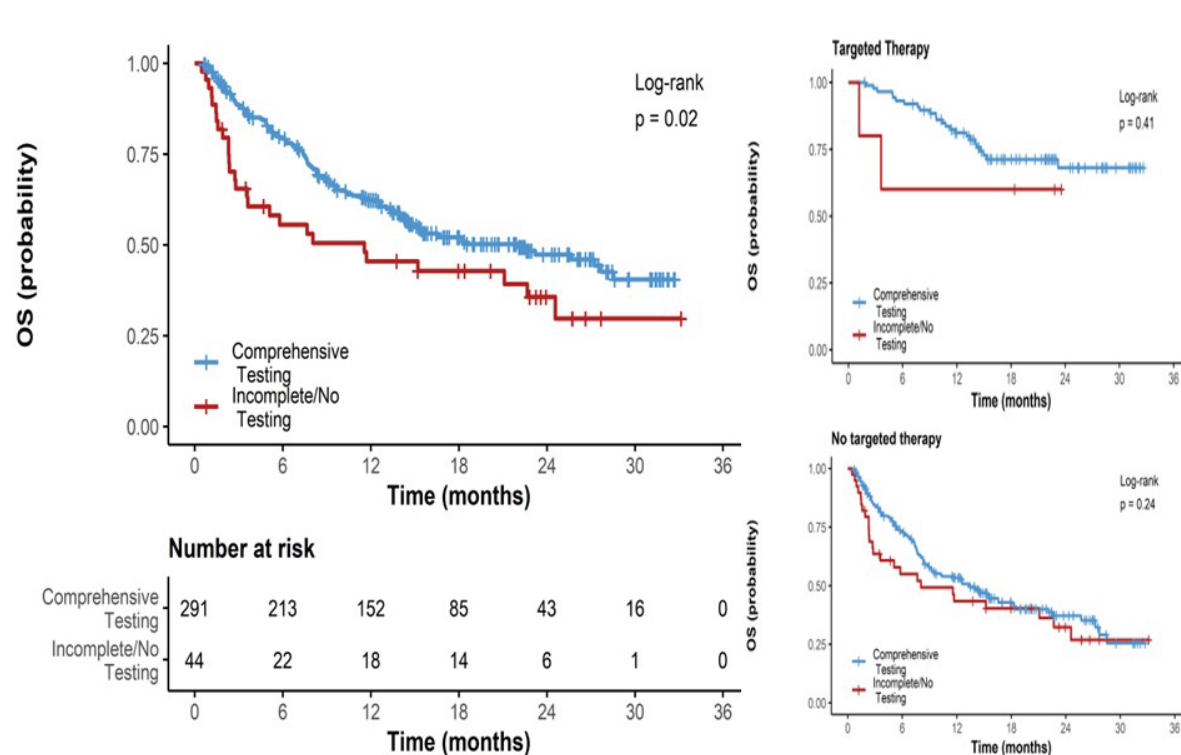 OS (probability)
1.00
0.75
0.50
0.25
0.00
Log-rank
p = 0.02
Comprehensive
Testing
Incomplete/No
Testing
0 6 12 18 24 30 36
Time (months)
Number at risk
Comprehensive
Testing
291 213 152 85 43 16 0
Incomplete/No
Testing
44 22 18 14 6 1 0
0 6 12 18 24 30 36
Time (months)
Targeted Therapy
OS (probability)
1.00
0.75
0.50
0.25
0.00
Log-rank
p = 0.41
Comprehensive
Testing
Incomplete/No
Testing
0 6 12 18 24 30 36
Time (months)
No targeted therapy
OS (probability)
1.00
0.75
0.50
0.25
0.00
Log-rank
p = 0.24
Comprehensive
Testing
Incomplete/No
Testing
0 6 12 18 24 30 36
Time (months)